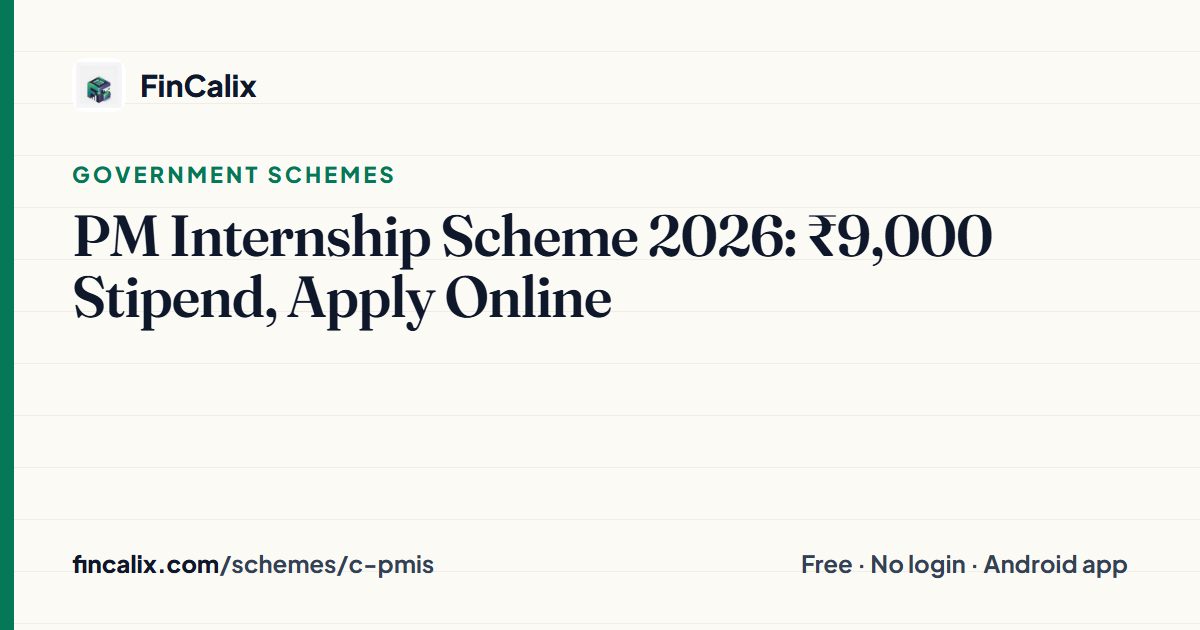 FinCalix
GOVERNMENT SCHEMES
PM Internship Scheme 2026: ₹9,000
Stipend, Apply Online
fincalix.com/schemes/c-pmis
Free · No login · Android app